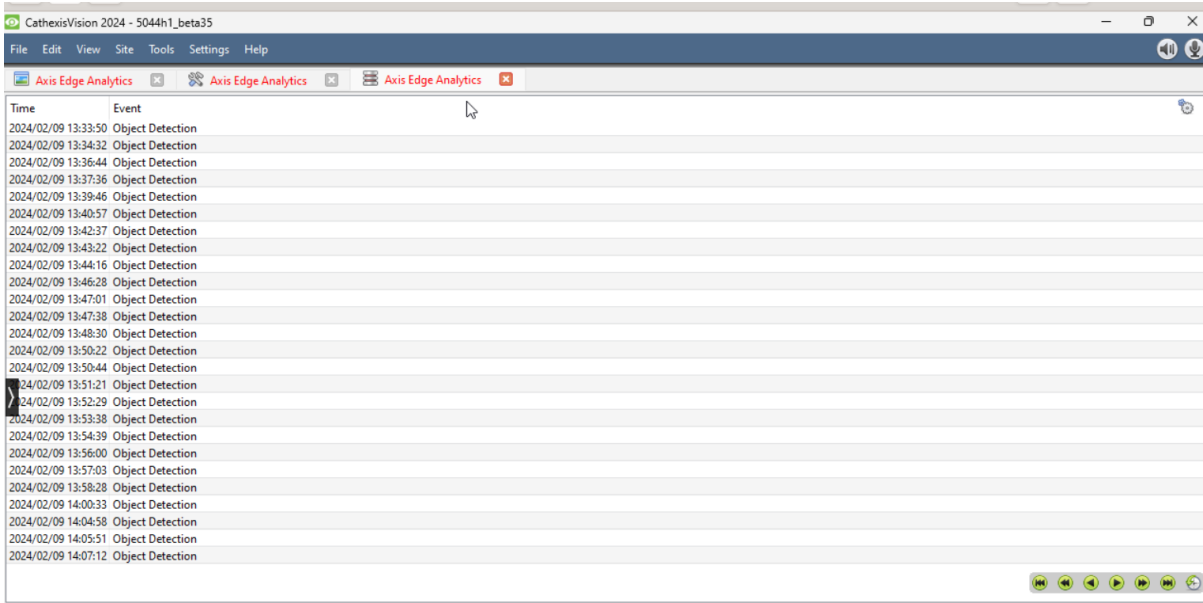 CathexisVision 2024 - 5044h1_beta35
File Edit View Site Tools Settings Help
Axis Edge Analytics Axis Edge Analytics Axis Edge Analytics
Time Event
2024/02/09 13:33:50 Object Detection
2024/02/09 13:34:32 Object Detection
2024/02/09 13:36:44 Object Detection
2024/02/09 13:37:36 Object Detection
2024/02/09 13:39:46 Object Detection
2024/02/09 13:40:57 Object Detection
2024/02/09 13:42:37 Object Detection
2024/02/09 13:43:22 Object Detection
2024/02/09 13:44:16 Object Detection
2024/02/09 13:46:28 Object Detection
2024/02/09 13:47:01 Object Detection
2024/02/09 13:47:38 Object Detection
2024/02/09 13:48:30 Object Detection
2024/02/09 13:50:22 Object Detection
2024/02/09 13:50:44 Object Detection
024/02/09 13:51:21 Object Detection
024/02/09 13:52:29 Object Detection
2024/02/09 13:53:38 Object Detection
2024/02/09 13:54:39 Object Detection
2024/02/09 13:56:00 Object Detection
2024/02/09 13:57:03 Object Detection
2024/02/09 13:58:28 Object Detection
2024/02/09 14:00:33 Object Detection
2024/02/09 14:04:58 Object Detection
2024/02/09 14:05:51 Object Detection
2024/02/09 14:07:12 Object Detection